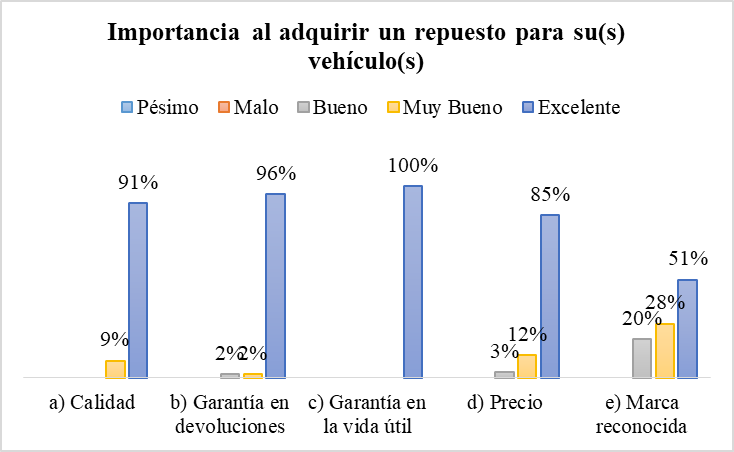 Importancia al adquirir un repuesto para su(s)
vehículo(s)
Pésimo Malo Bueno Muy Bueno Excelente
91%
9%
96%
2%
2%
100%
85%
12%
3%
51%
28%
20%
a) Calidad
b) Garantía en
devoluciones
c) Garantía en
la vida útil
d) Precio
e) Marca
reconocida